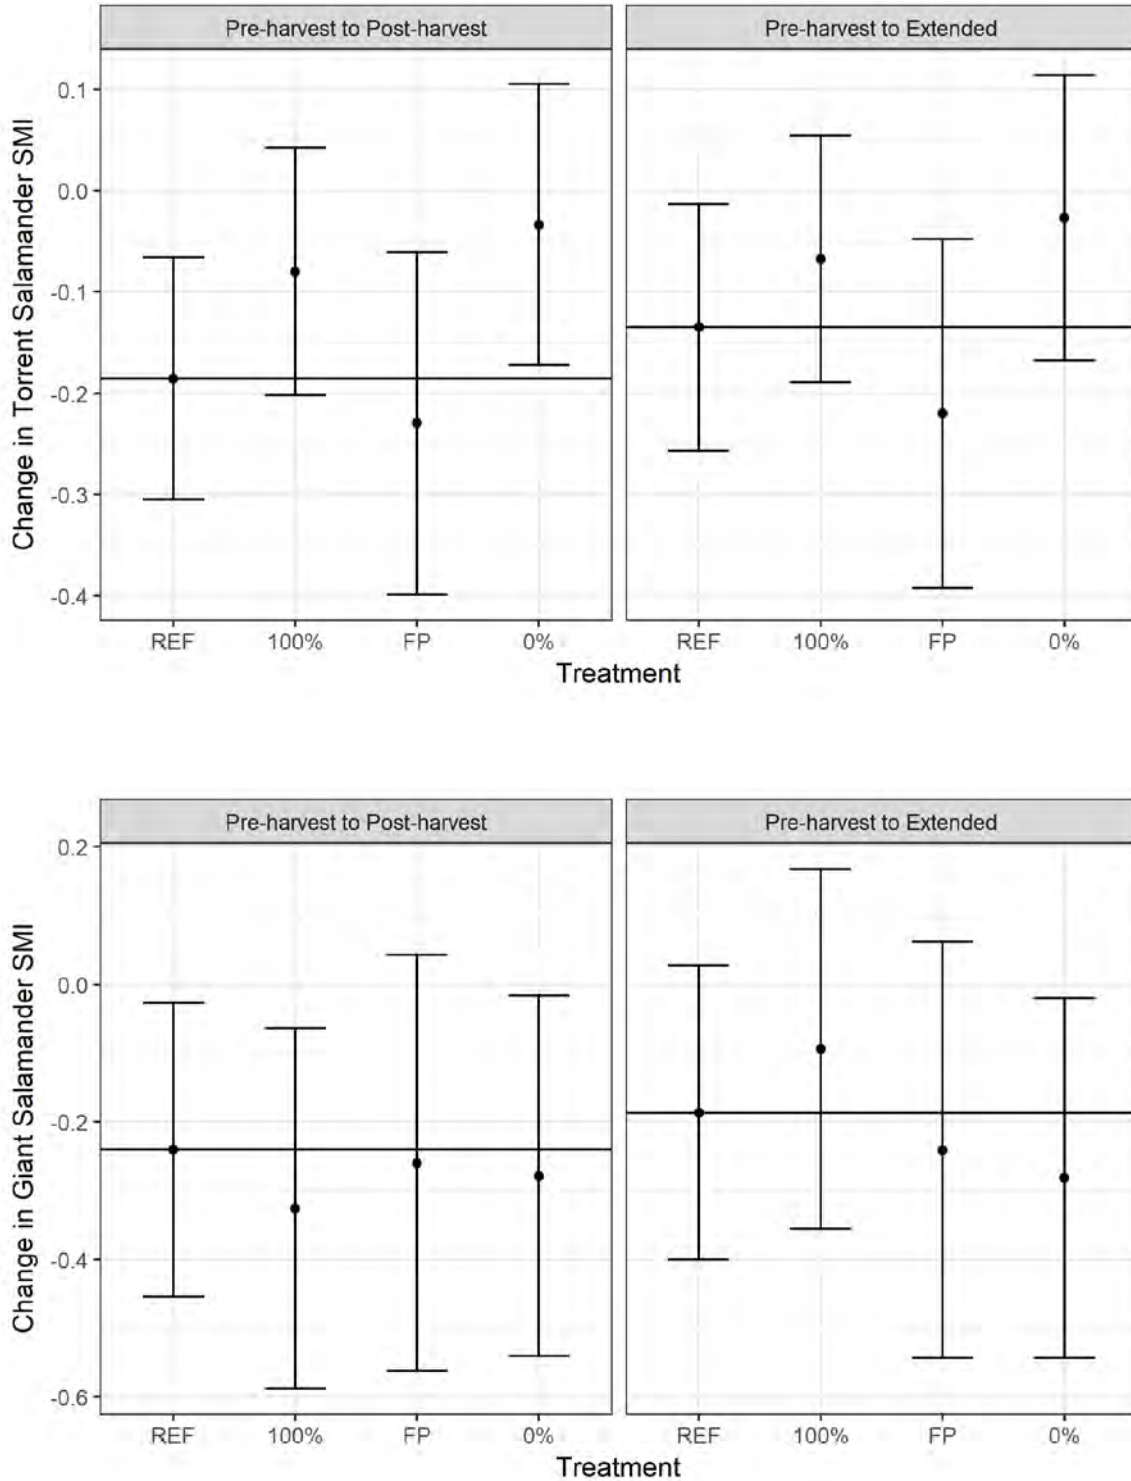 Pre-harvest to Post-harvest Pre-harvest to Extended
Change in Torrent Salamander SMI
0.1
0.0
-0.1
-0.2
-0.3
-0.4
REF 100% FP 0% REF 100% FP 0%
Treatment
Pre-harvest to Post-harvest Pre-harvest to Extended
Change in Giant Salamander SMI
0.2
0.0
-0.2
-0.4
-0.6
REF 100% FP 0% REF 100% FP 0%
Treatment